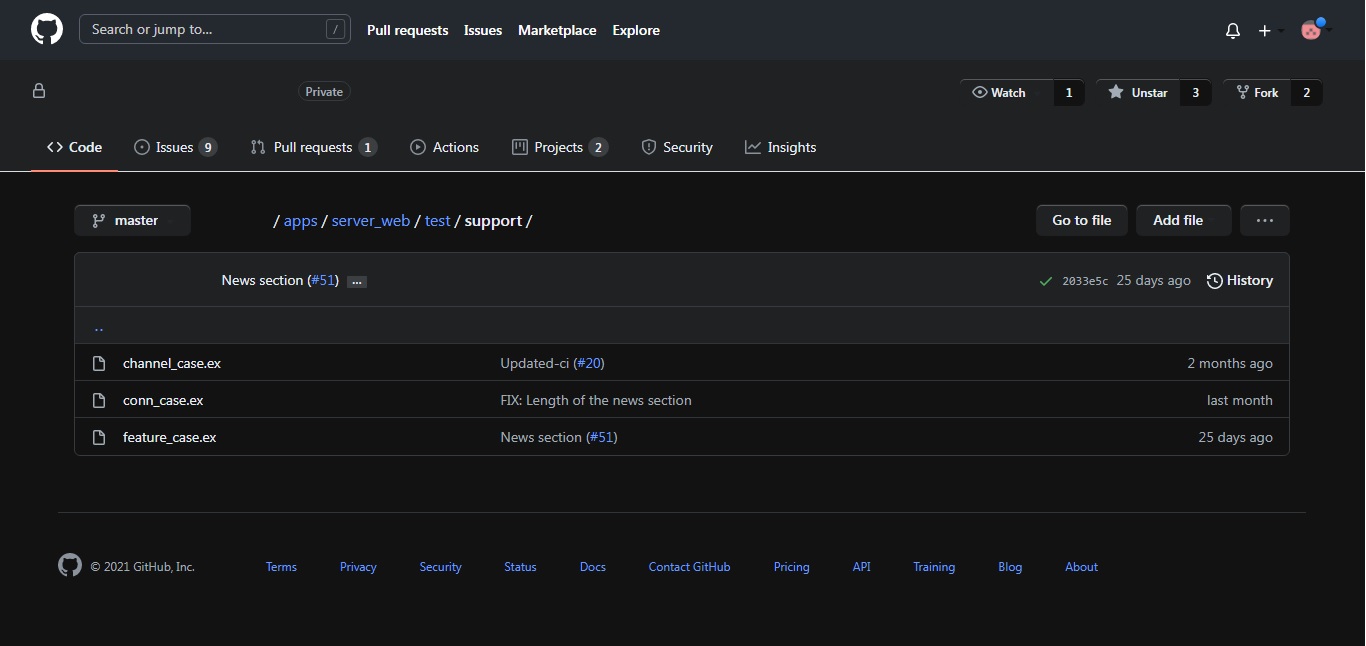 Search or jump to... /
Pull requests Issues Marketplace Explore
Private
Watch 1 Unstar 3 Fork 2
<> Code Issues 9 Pull requests 1 Actions Projects 2 Security Insights
master / apps / server_web / test / support / Go to file Add file ...
News section (#51) ... 2033e5c 25 days ago History
..
channel_case.ex Updated-ci (#20) 2 months ago
conn_case.ex FIX: Length of the news section last month
feature_case.ex News section (#51) 25 days ago
© 2021 GitHub, Inc. Terms Privacy Security Status Docs Contact GitHub Pricing API Training Blog About